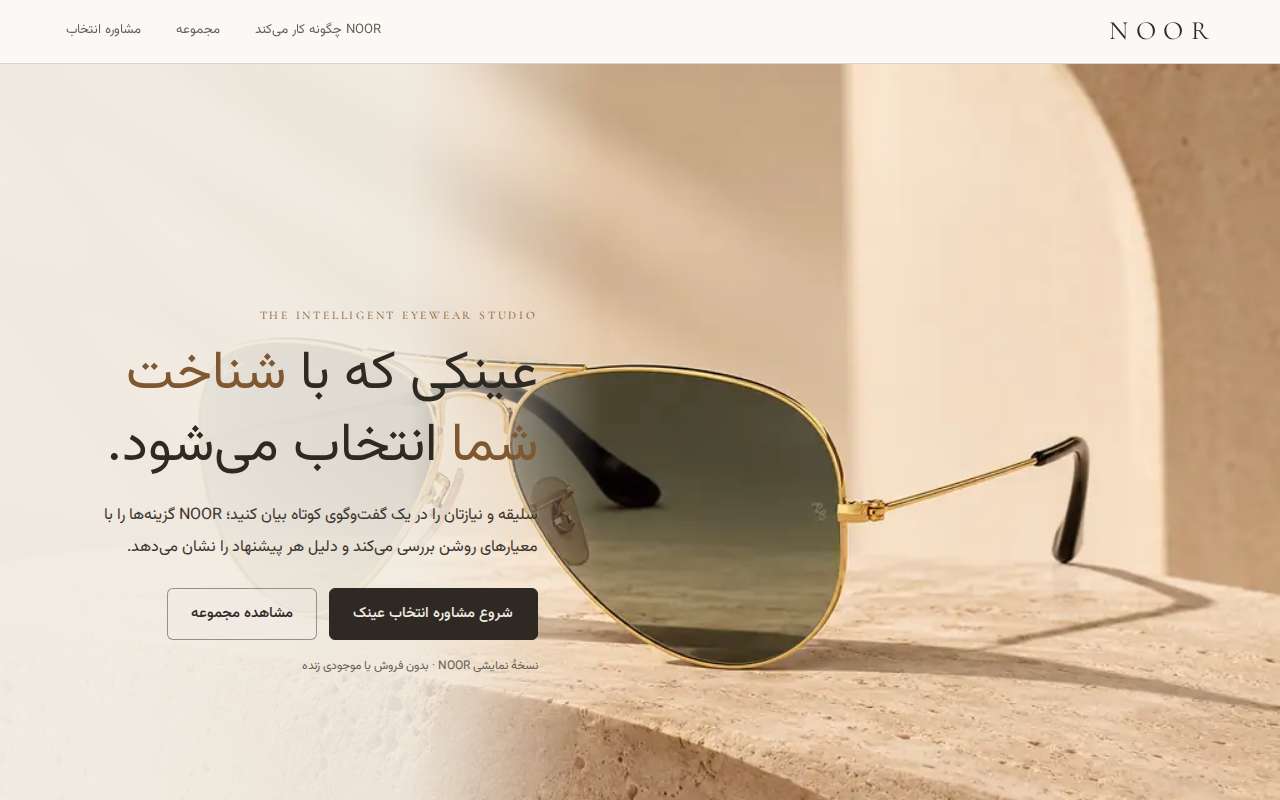 NOOR
NOOR چگونه کار می‌کند
مجموعه
مشاوره انتخاب
THE INTELLIGENT EYEWEAR STUDIO
عینکی که با شناخت
شما انتخاب می‌شود.
سلیقه و نیازتان را در یک گفت‌وگوی کوتاه بیان کنید؛ NOOR گزینه‌ها را با
معیارهای روشن بررسی می‌کند و دلیل هر پیشنهاد را نشان می‌دهد.
شروع مشاوره انتخاب عینک
مشاهده مجموعه
نسخهٔ نمایشی NOOR · بدون فروش یا موجودی زنده